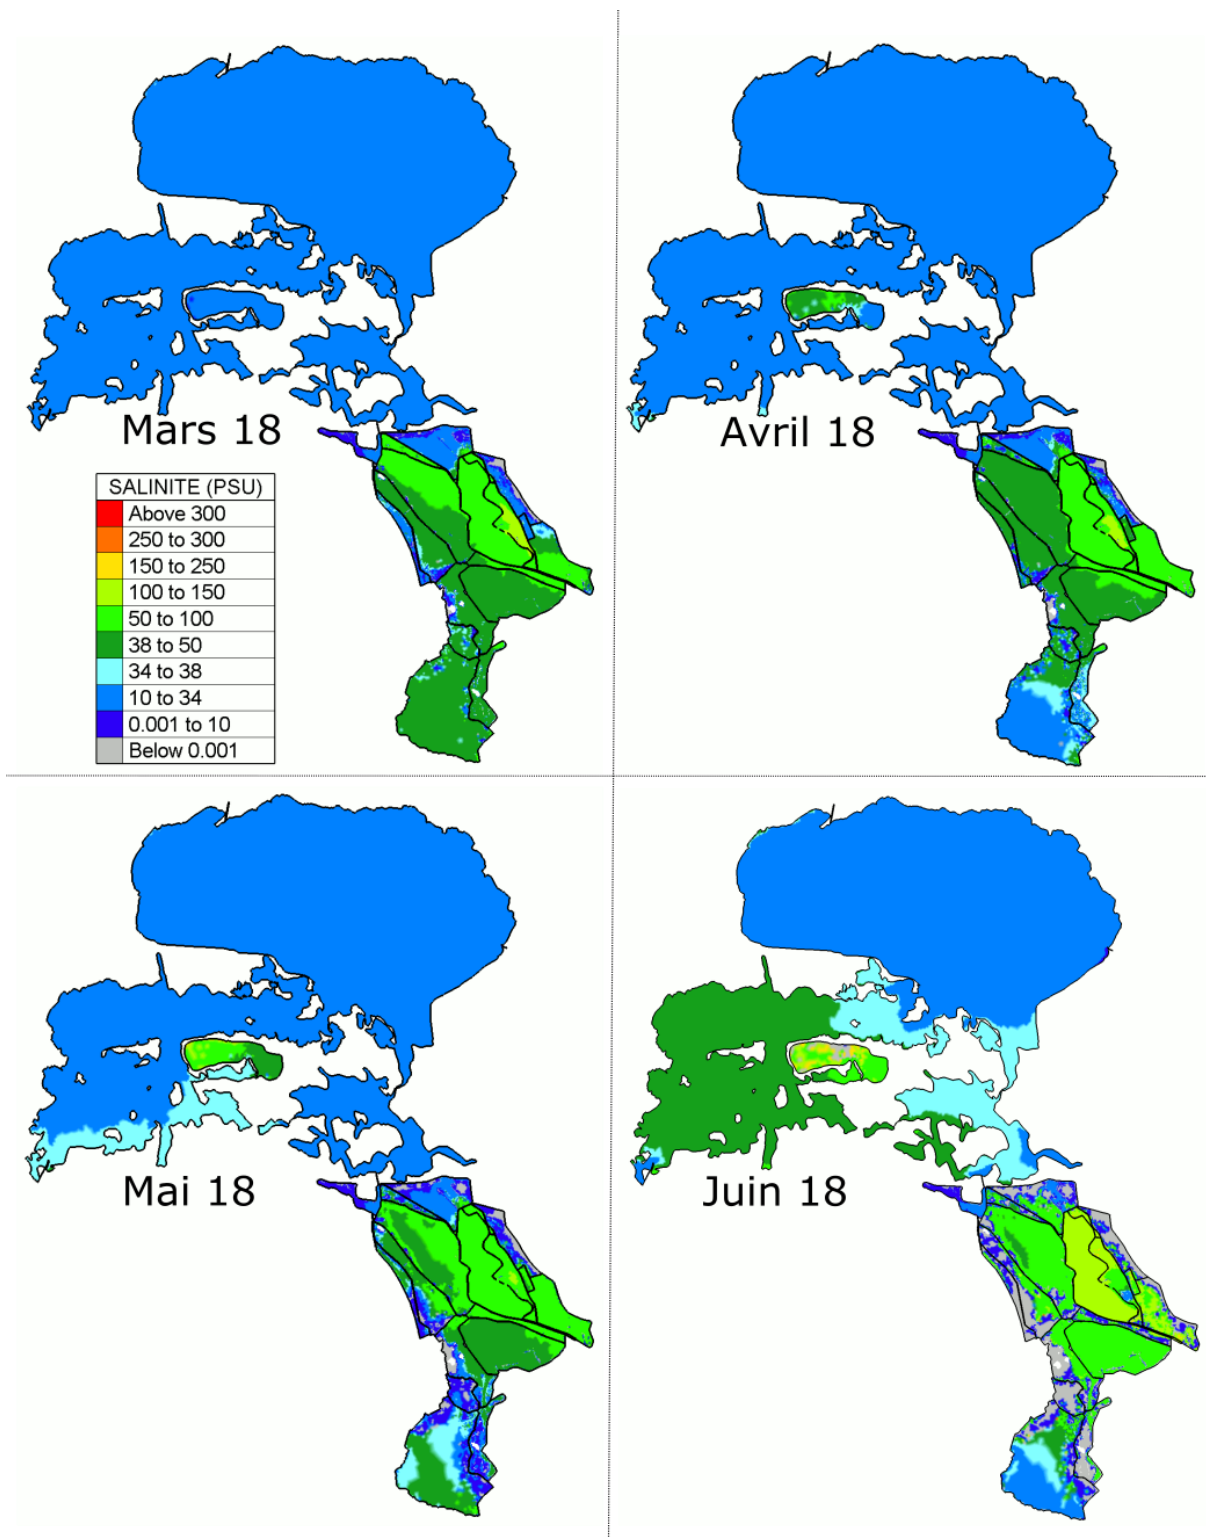 Mars 18
Avril 18
SALINITE (PSU)
Above 300
250 to 300
150 to 250
100 to 150
50 to 100
38 to 50
34 to 38
10 to 34
0.001 to 10
Below 0.001
Mai 18
Juin 18